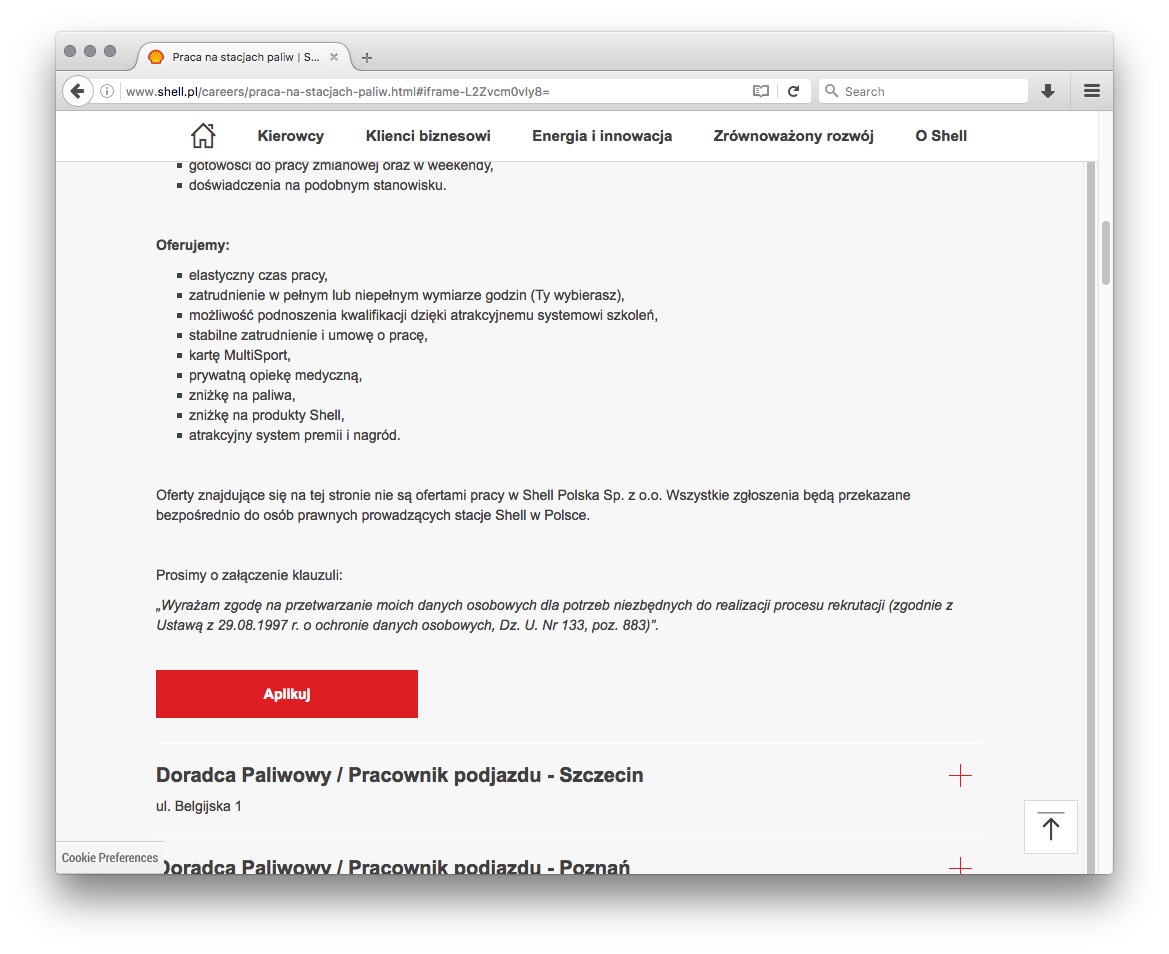 Praca na stacjach paliw | S...
www.shell.pl/careers/praca-na-stacjach-paliw.html#iframe-L2Zvcm0vly8=
Search
Kierowcy
Klienci biznesowi
Energia i innowacja
Zrównoważony rozwój
O Shell
gotowości do pracy zmianowej oraz w weekendy,
doświadczenia na podobnym stanowisku.
Oferujemy:
elastyczny czas pracy,
zatrudnienie w pełnym lub niepełnym wymiarze godzin (Ty wybierasz),
możliwość podnoszenia kwalifikacji dzięki atrakcyjnemu systemowi szkoleń,
stabilne zatrudnienie i umowę o pracę,
kartę MultiSport,
prywatną opiekę medyczną,
zniżkę na paliwa,
zniżkę na produkty Shell,
atrakcyjny system premii i nagród.
Oferty znajdujące się na tej stronie nie są ofertami pracy w Shell Polska Sp. z o.o. Wszystkie zgłoszenia będą przekazane
bezpośrednio do osób prawnych prowadzących stacje Shell w Polsce.
Prosimy o załączenie klauzuli:
„Wyrażam zgodę na przetwarzanie moich danych osobowych dla potrzeb niezbędnych do realizacji procesu rekrutacji (zgodnie z
Ustawą z 29.08.1997 r. o ochronie danych osobowych, Dz. U. Nr 133, poz. 883)”.
Aplikuj
Doradca Paliwowy / Pracownik podjazdu - Szczecin
ul. Belgijska 1
Cookie Preferences
Doradca Paliwowy / Pracownik podjazdu - Poznań